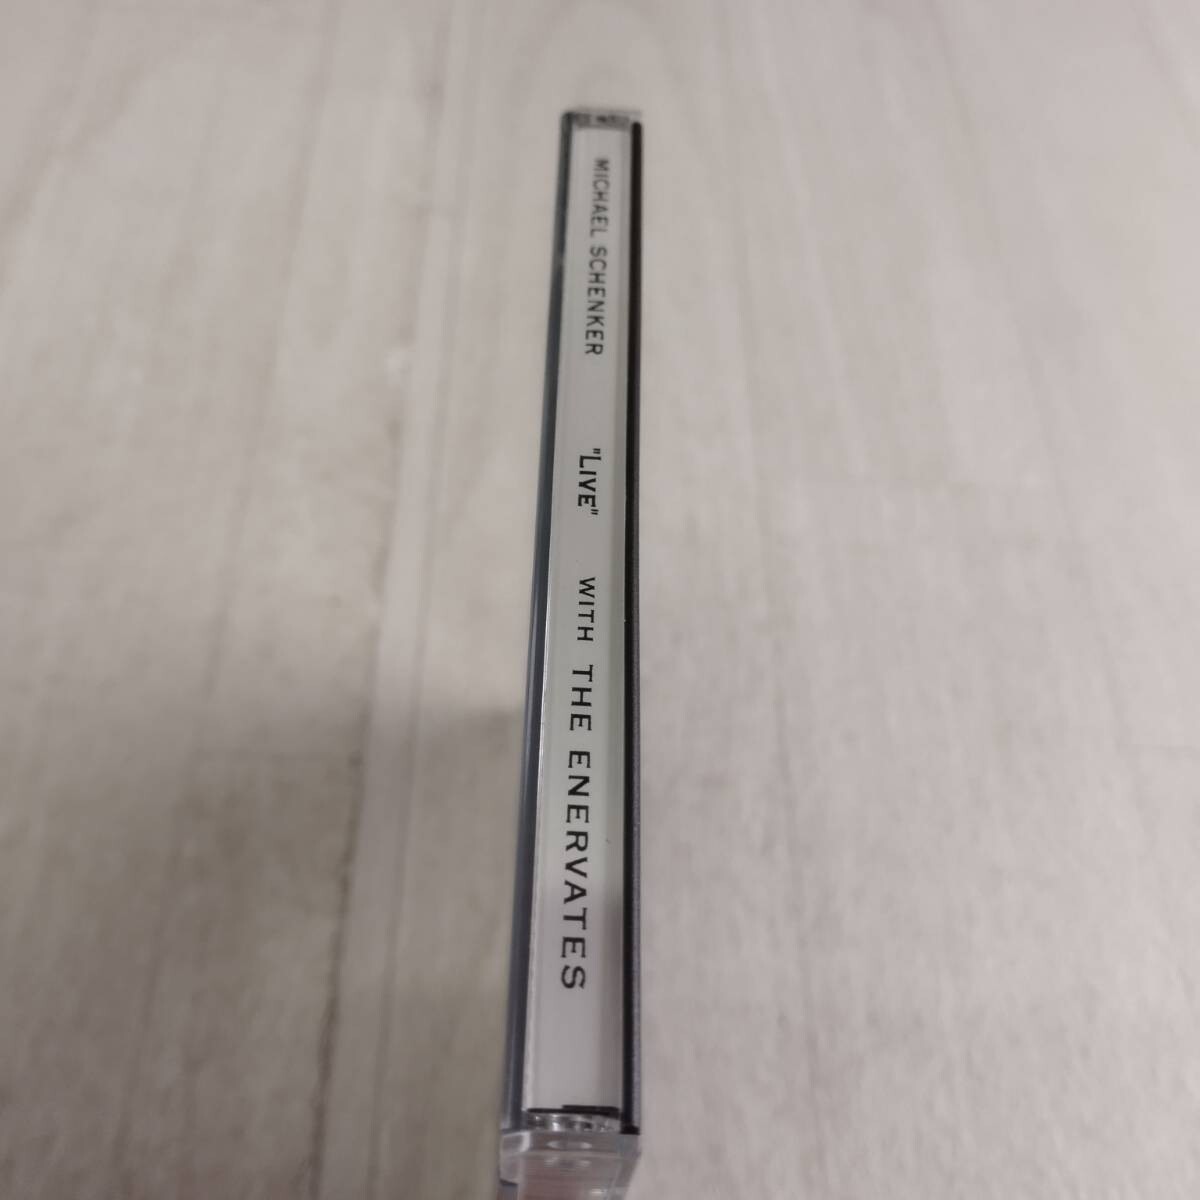 MICHAEL SCHENKER "LIVE" WITH THE ENERVATES